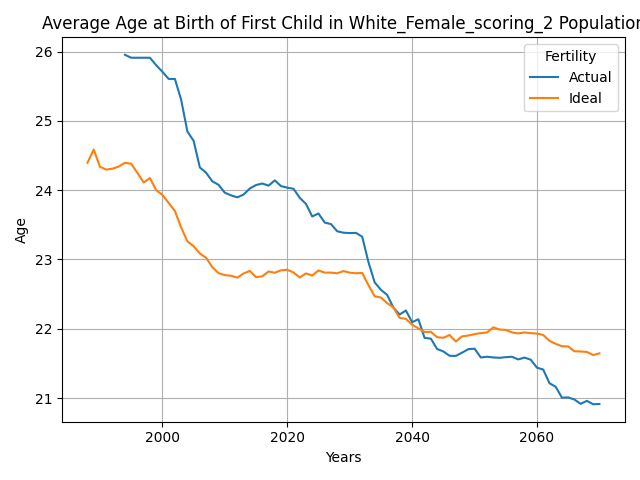 Average Age at Birth of First Child in White_Female_scoring_2 Population
Fertility
Actual
Ideal
26
25
24
23
22
21
Age
2000
2020
2040
2060
Years